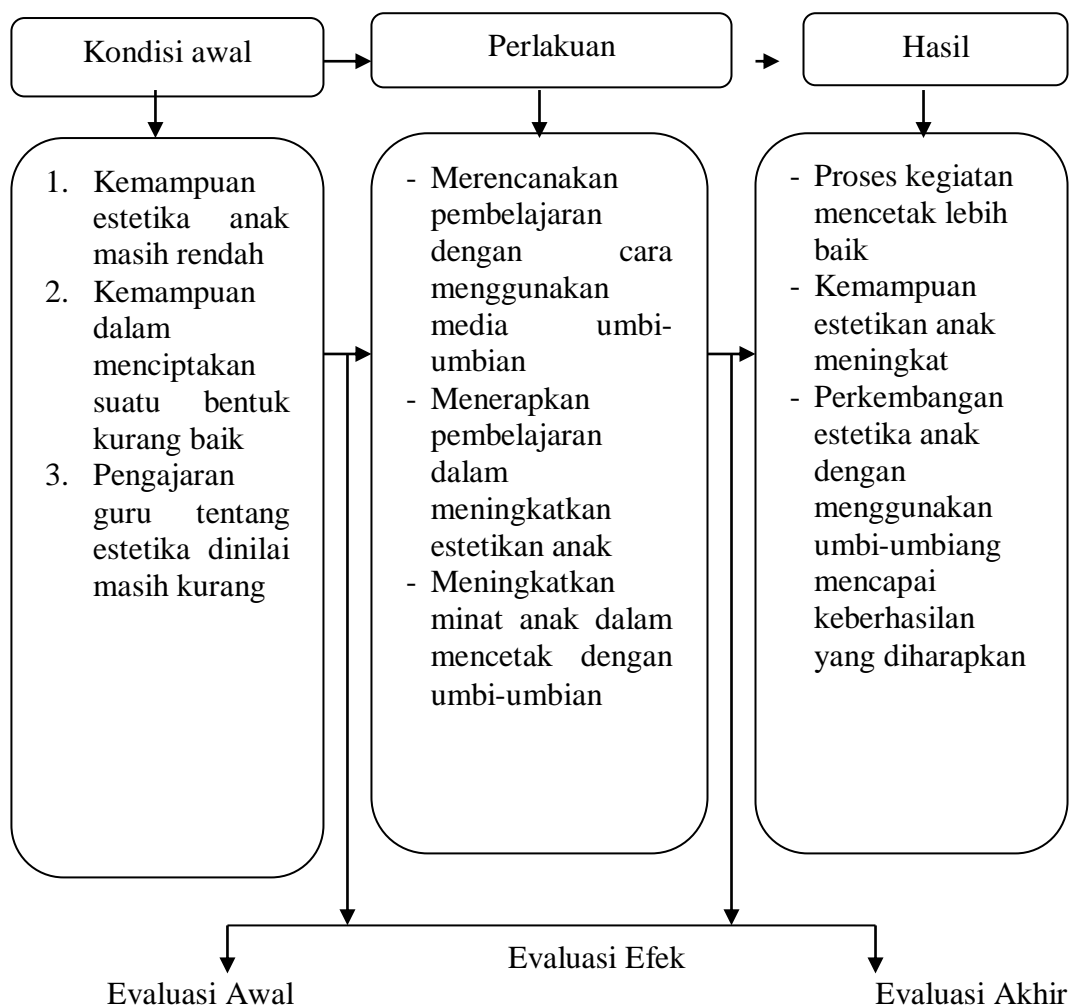 Kondisi awal
Perlakuan
Hasil
1. Kemampuan
estetika anak
masih rendah
2. Kemampuan
dalam
menciptakan
suatu bentuk
kurang baik
3. Pengajaran
guru tentang
estetika dinilai
masih kurang
- Merencanakan
pembelajaran
dengan cara
menggunakan
media umbi-
umbian
- Menerapkan
pembelajaran
dalam
meningkatkan
estetikan anak
- Meningkatkan
minat anak dalam
mencetak dengan
umbi-umbian
- Proses kegiatan
mencetak lebih
baik
- Kemampuan
estetikan anak
meningkat
- Perkembangan
estetika anak
dengan
menggunakan
umbi-umbiang
mencapai
keberhasilan
yang diharapkan
Evaluasi Efek
Evaluasi Awal
Evaluasi Akhir